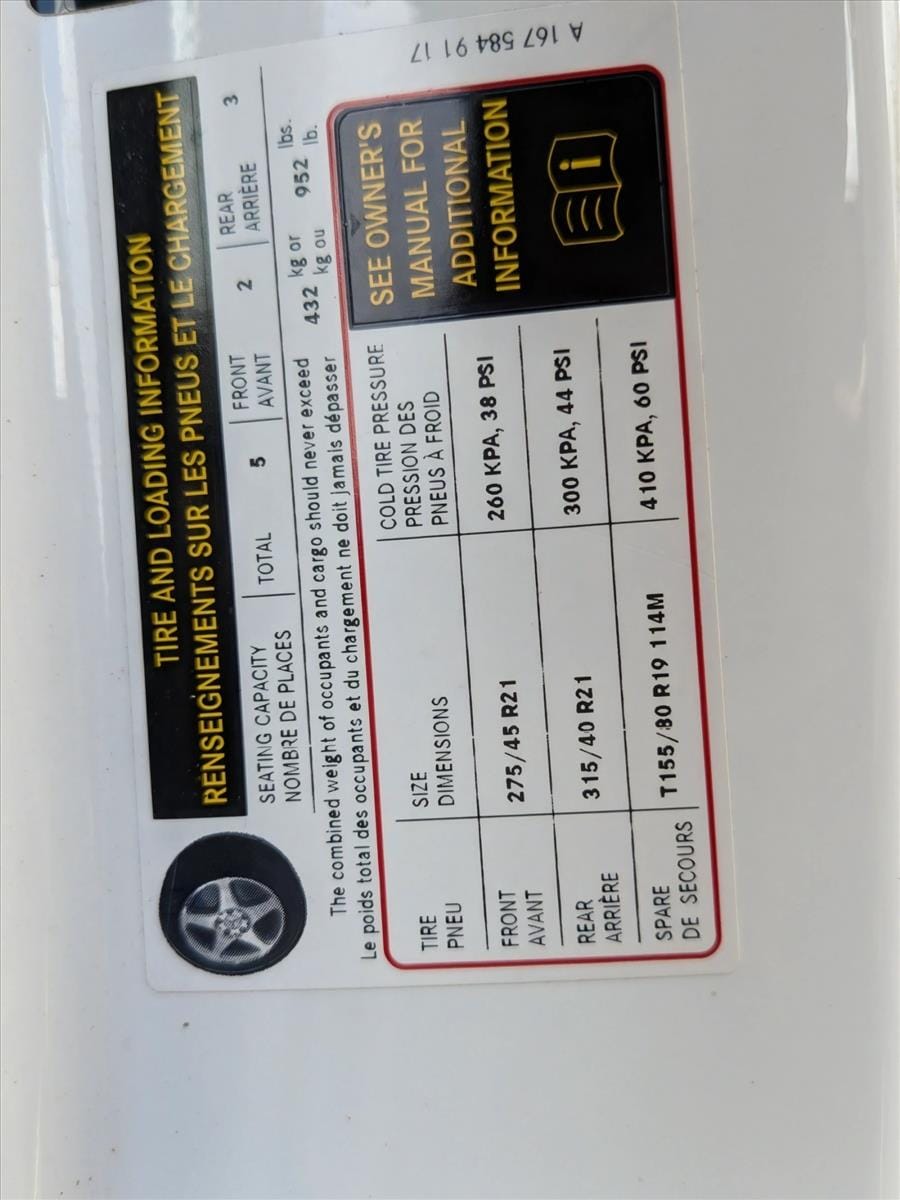 TIRE AND LOADING INFORMATION
RENSEIGNEMENTS SUR LES PNEUS ET LE CHARGEMENT
SEATING CAPACITY
NOMBRE DE PLACES
TOTAL 5
FRONT
AVANT
2
REAR
ARRIÈRE
3
The combined weight of occupants and cargo should never exceed 432 kg or 952 lbs.
Le poids total des occupants et du chargement ne doit jamais dépasser kg ou lb.
TIRE
PNEU
SIZE
DIMENSIONS
COLD TIRE PRESSURE
PRESSION DES
PNEUS À FROID
FRONT
AVANT
275/45 R21
260 KPA, 38 PSI
REAR
ARRIÈRE
315/40 R21
300 KPA, 44 PSI
SPARE
DE SECOURS
T155/80 R19 114M
410 KPA, 60 PSI
SEE OWNER'S
MANUAL FOR
ADDITIONAL
INFORMATION
i
A 167 584 91 17